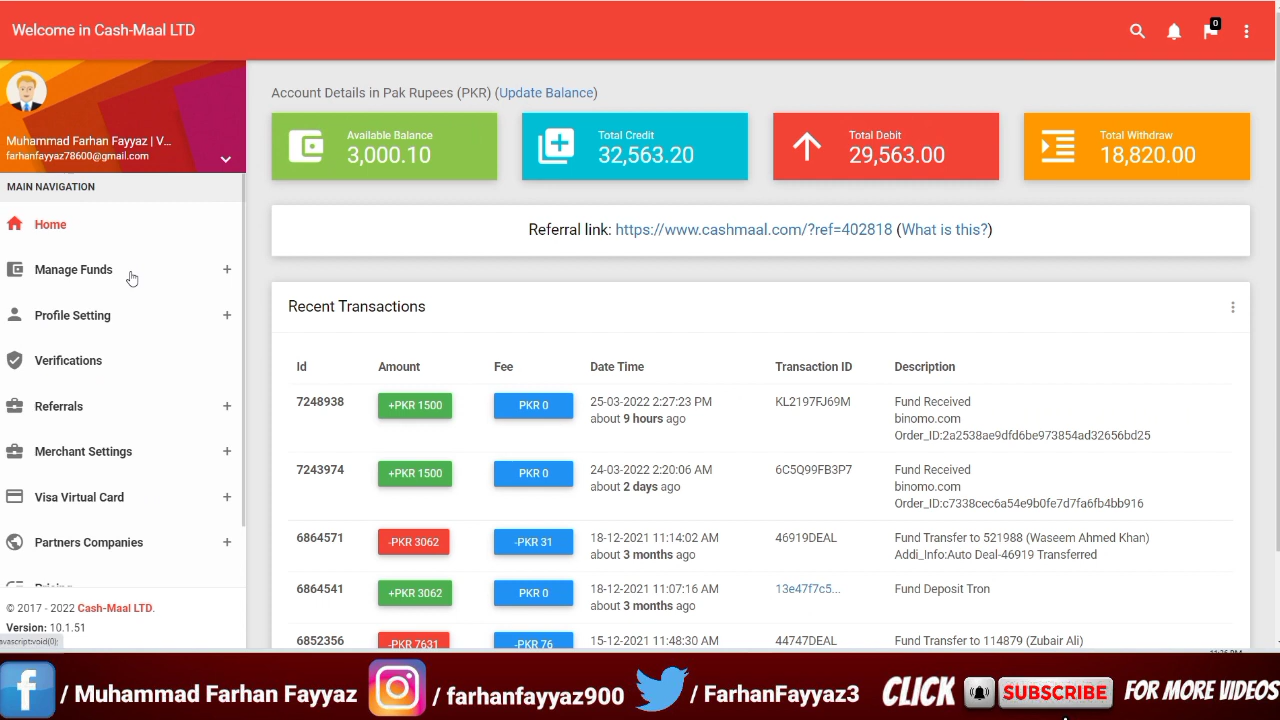 Welcome in Cash-Maal LTD
0
Muhammad Farhan Fayyaz | V...
farhanfayyaz78600@gmail.com
MAIN NAVIGATION
Home
Manage Funds +
Profile Setting +
Verifications
Referrals +
Merchant Settings +
Visa Virtual Card +
Partners Companies +
Pricing
© 2017 - 2022 Cash-Maal LTD.
Version: 10.1.51
avascript:void(0);
Account Details in Pak Rupees (PKR) (Update Balance)
Available Balance
3,000.10
Total Credit
32,563.20
Total Debit
29,563.00
Total Withdraw
18,820.00
Referral link: https://www.cashmaal.com/?ref=402818 (What is this?)
Recent Transactions
Id Amount Fee Date Time Transaction ID Description
7248938 +PKR 1500 PKR 0 25-03-2022 2:27:23 PM KL2197FJ69M Fund Received
about 9 hours ago binomo.com
Order_ID:2a2538ae9dfd6be973854ad32656bd25
7243974 +PKR 1500 PKR 0 24-03-2022 2:20:06 AM 6C5Q99FB3P7 Fund Received
about 2 days ago binomo.com
Order_ID:c7338cec6a54e9b0fe7d7fa6fb4bb916
6864571 -PKR 3062 -PKR 31 18-12-2021 11:14:02 AM 46919DEAL Fund Transfer to 521988 (Waseem Ahmed Khan)
about 3 months ago Addi_Info:Auto Deal-46919 Transferred
6864541 +PKR 3062 PKR 0 18-12-2021 11:07:16 AM 13e47f7c5... Fund Deposit Tron
about 3 months ago
6852356 -PKR 7631 -PKR 76 15-12-2021 11:48:30 AM 44747DEAL Fund Transfer to 114879 (Zubair Ali)
/ Muhammad Farhan Fayyaz / farhanfayyaz900 / FarhanFayyaz3 CLICK SUBSCRIBE FOR MORE VIDEOS